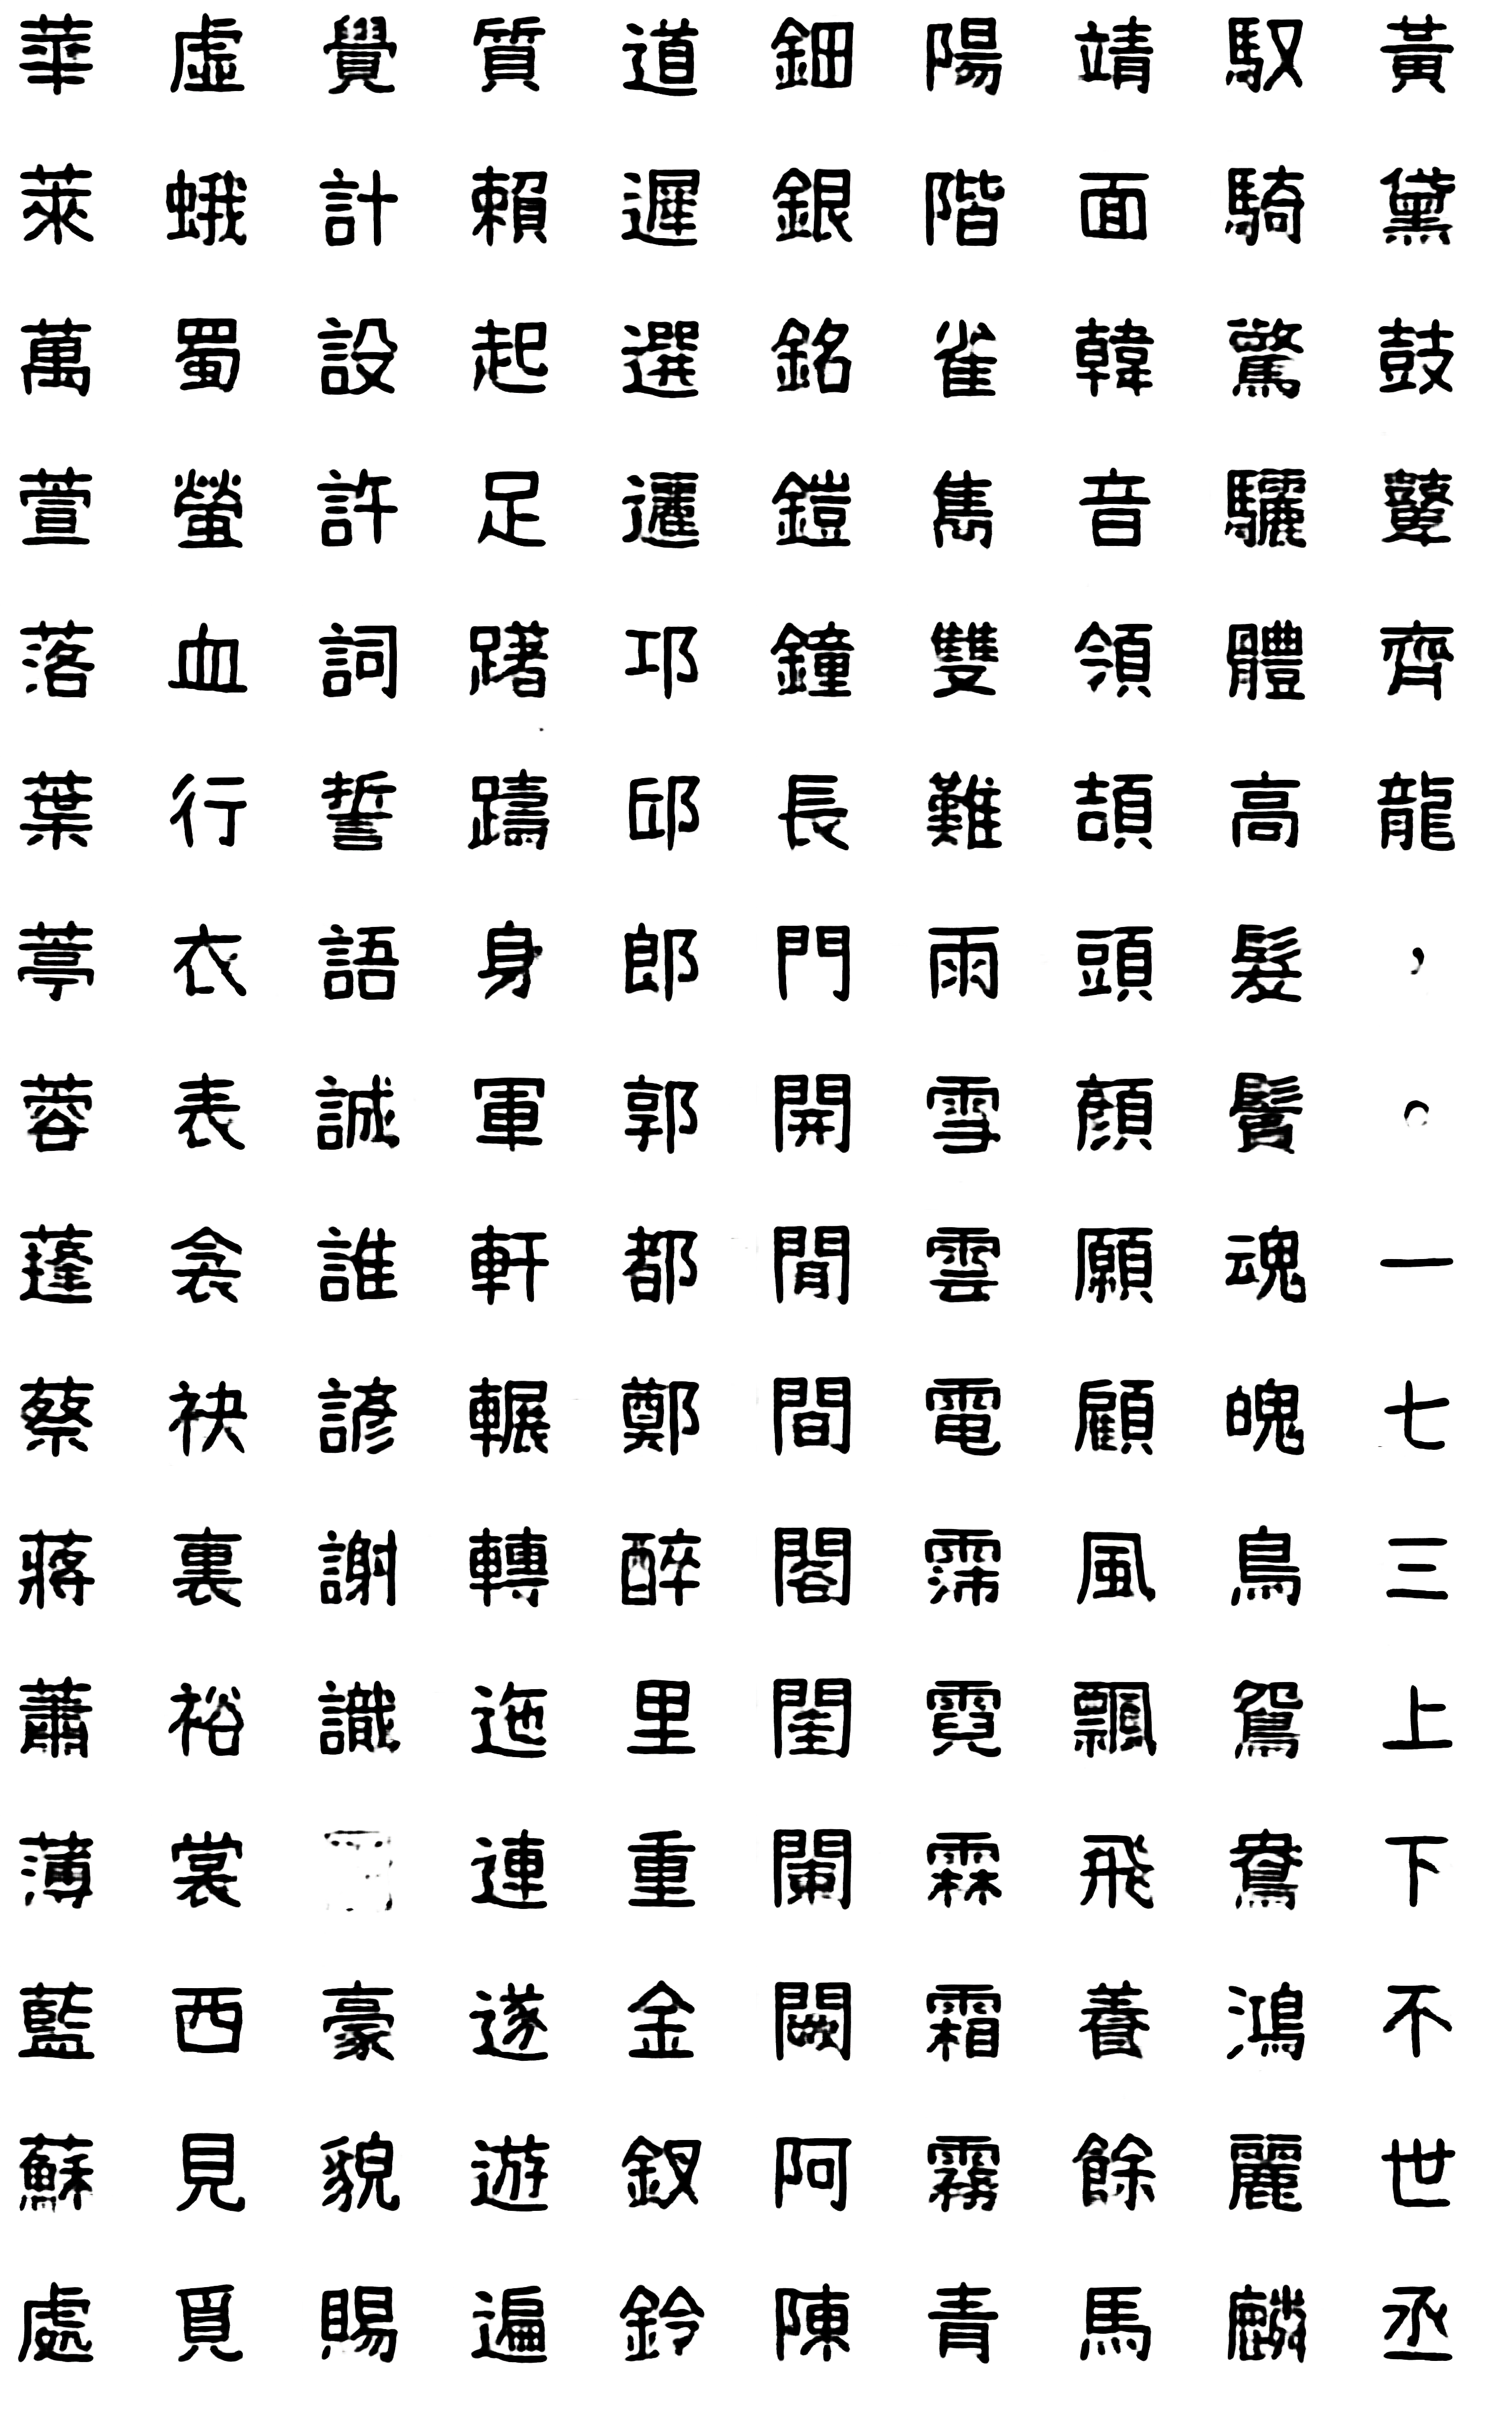 華萊萬萱落葉葶蓉蓬蔡蔣蕭薄藍蘇處
虛蛾蜀螢血行衣表衾袂裏裕裳西見覓
覺計設許詞誓語誠誰諺謝識豪貌賜
質賴起足躇躊身軍軒輾轉迤連遂遊遍
道遲選邛邱郎郭都鄭醉里重金釵鈴
鈿銀銘鎧鐘長門開閒間閣閨闌闕阿陳
陽階雀雋雙難雨雪雲電霈霓霖霜霧青
靖面韓音領頡頭顏願顧風飄飛養餘馬
馭騎驚驪體高髮鬢魂魄鳥鴛鴦鴻麗麟
黃黛鼓鼙齊龍，。一七三上下不世丞